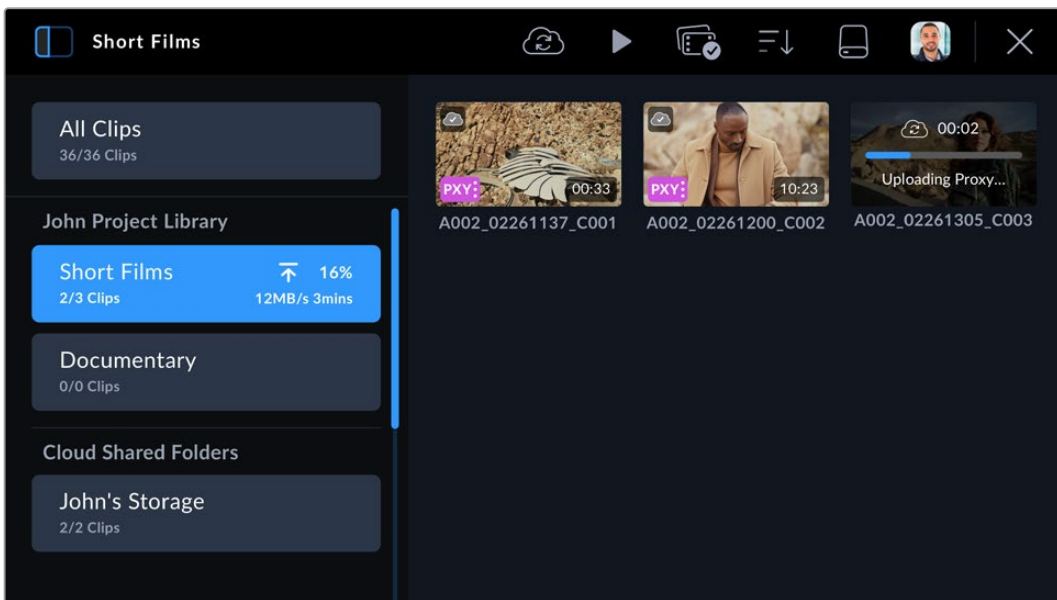 Short Films
All Clips
36/36 Clips
John Project Library
Short Films 16%
2/3 Clips 12MB/s 3mins
Documentary
0/0 Clips
Cloud Shared Folders
John's Storage
2/2 Clips
PXY 00:33
A002_02261137_C001
PXY 10:23
A002_02261200_C002
00:02
Uploading Proxy...
A002_02261305_C003